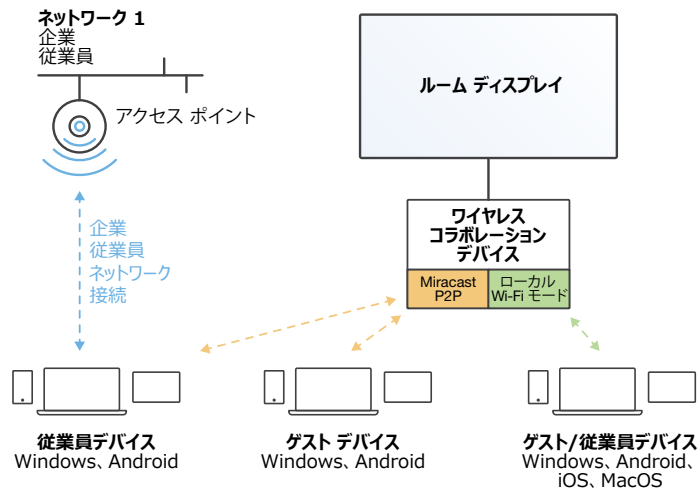 ネットワーク 1
企業
従業員
アクセス ポイント
ルーム ディスプレイ
企業
従業員
ネットワーク
接続
ワイヤレス
コラボレーション
デバイス
Miracast
P2P
ローカル
Wi-Fi モード
従業員デバイス
Windows、Android
ゲスト デバイス
Windows、Android
ゲスト/従業員デバイス
Windows、Android、
iOS、MacOS